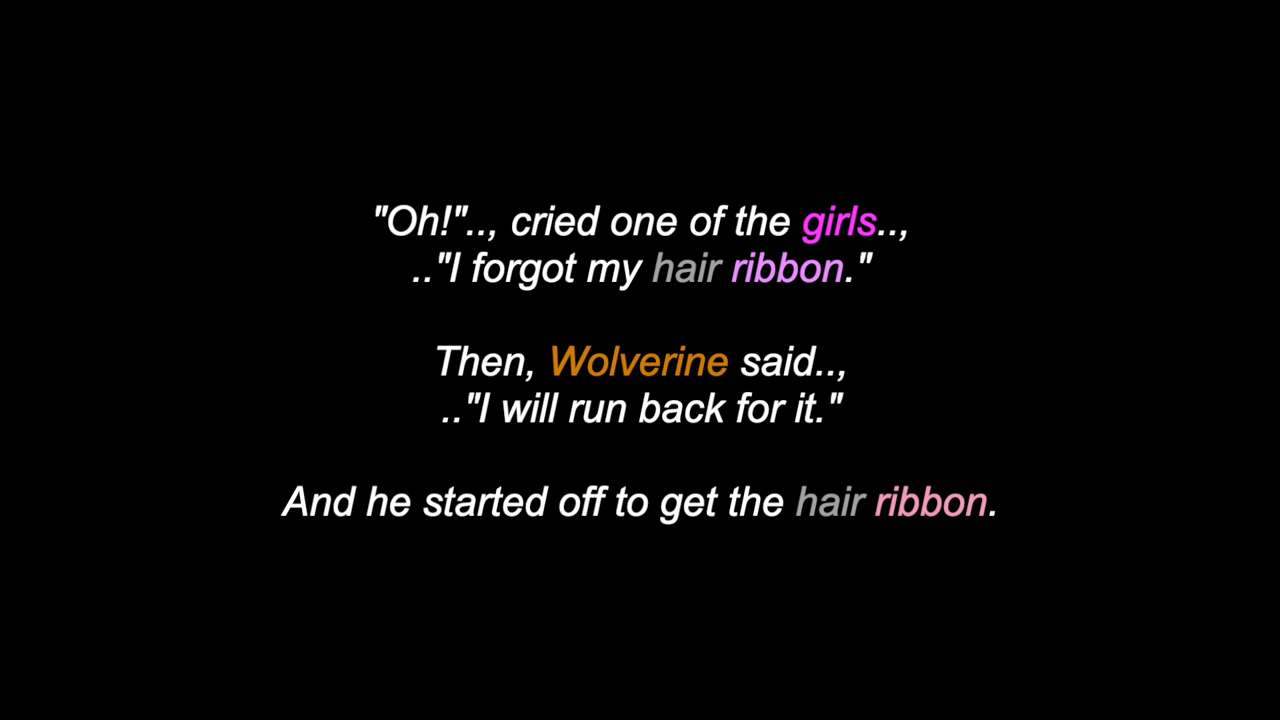 "Oh!".., cried one of the girls..,
.."I forgot my hair ribbon."
Then, Wolverine said..,
.."I will run back for it."
And he started off to get the hair ribbon.